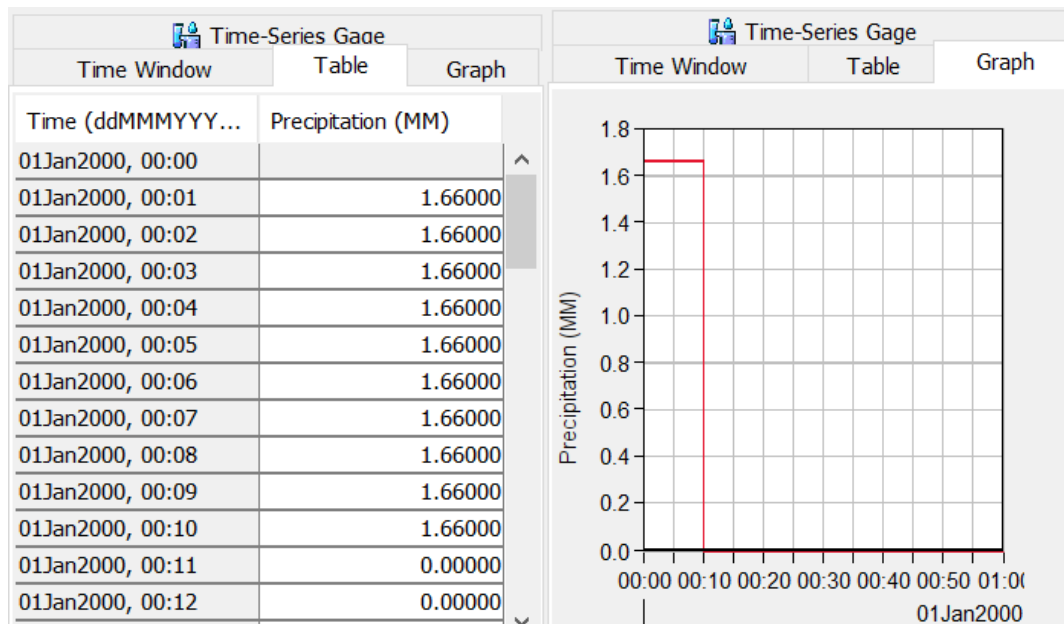 Time-Series Gage
Time Window Table Graph
Time (ddMMMYYY... Precipitation (MM)
01Jan2000, 00:00
01Jan2000, 00:01 1.66000
01Jan2000, 00:02 1.66000
01Jan2000, 00:03 1.66000
01Jan2000, 00:04 1.66000
01Jan2000, 00:05 1.66000
01Jan2000, 00:06 1.66000
01Jan2000, 00:07 1.66000
01Jan2000, 00:08 1.66000
01Jan2000, 00:09 1.66000
01Jan2000, 00:10 1.66000
01Jan2000, 00:11 0.00000
01Jan2000, 00:12 0.00000
Time-Series Gage
Time Window Table Graph
Precipitation (MM)
1.8
1.6
1.4
1.2
1.0
0.8
0.6
0.4
0.2
0.0
00:00 00:10 00:20 00:30 00:40 00:50 01:0
01Jan2000